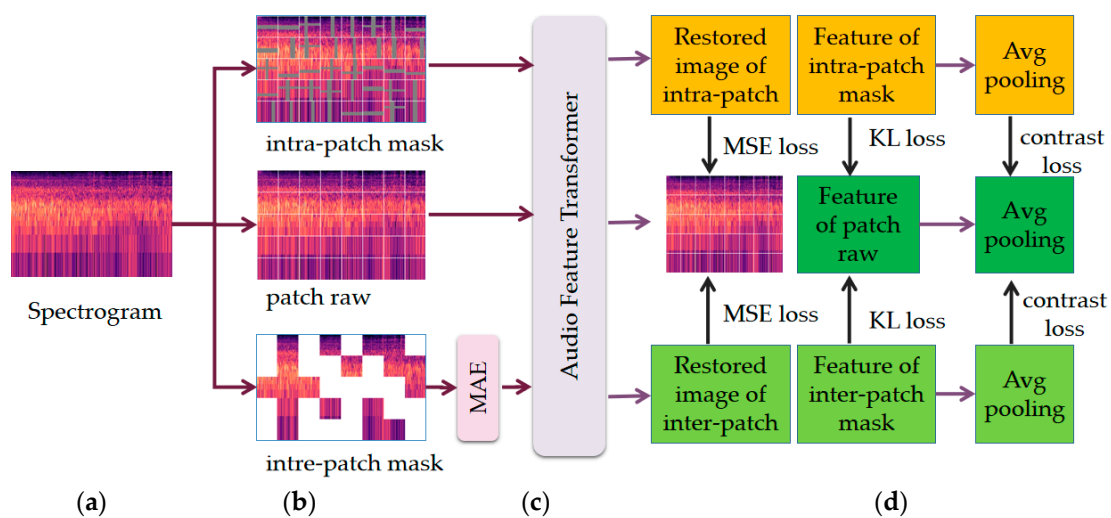 Spectrogram
intra-patch mask
patch raw
intre-patch mask
MAE
Audio Feature Transformer
Restored
image of
intra-patch
Feature of
intra-patch
mask
Avg
pooling
MSE loss
KL loss
contrast
loss
Feature
of patch
raw
Avg
pooling
MSE loss
KL loss
contrast
loss
Restored
image of
inter-patch
Feature of
inter-patch
mask
Avg
pooling
(a)
(b)
(c)
(d)